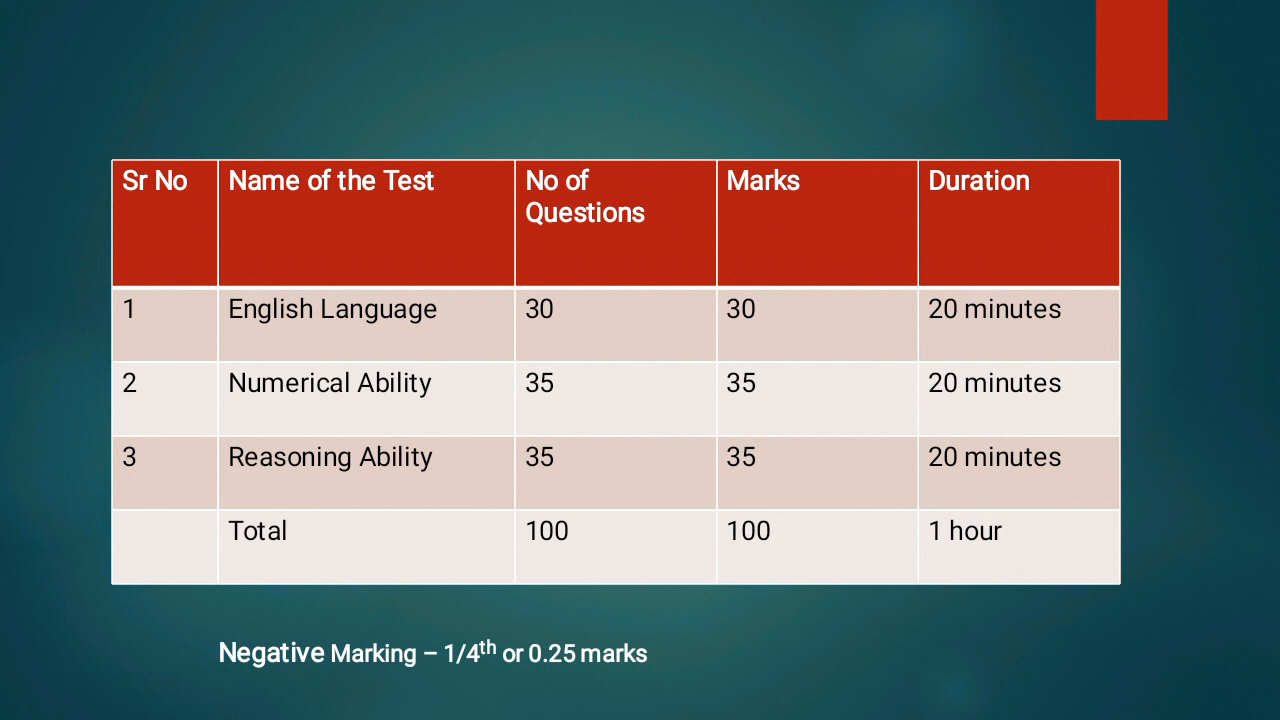 Sr No Name of the Test No of Questions Marks Duration
1 English Language 30 30 20 minutes
2 Numerical Ability 35 35 20 minutes
3 Reasoning Ability 35 35 20 minutes
Total 100 100 1 hour
Negative Marking – 1/4th or 0.25 marks